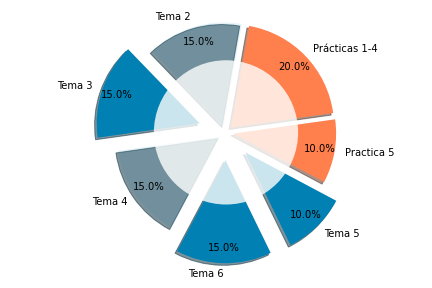 Tema 2
15.0%
Prácticas 1-4
20.0%
Tema 3
15.0%
10.0%
Practica 5
15.0%
Tema 4
10.0%
Tema 5
15.0%
Tema 6